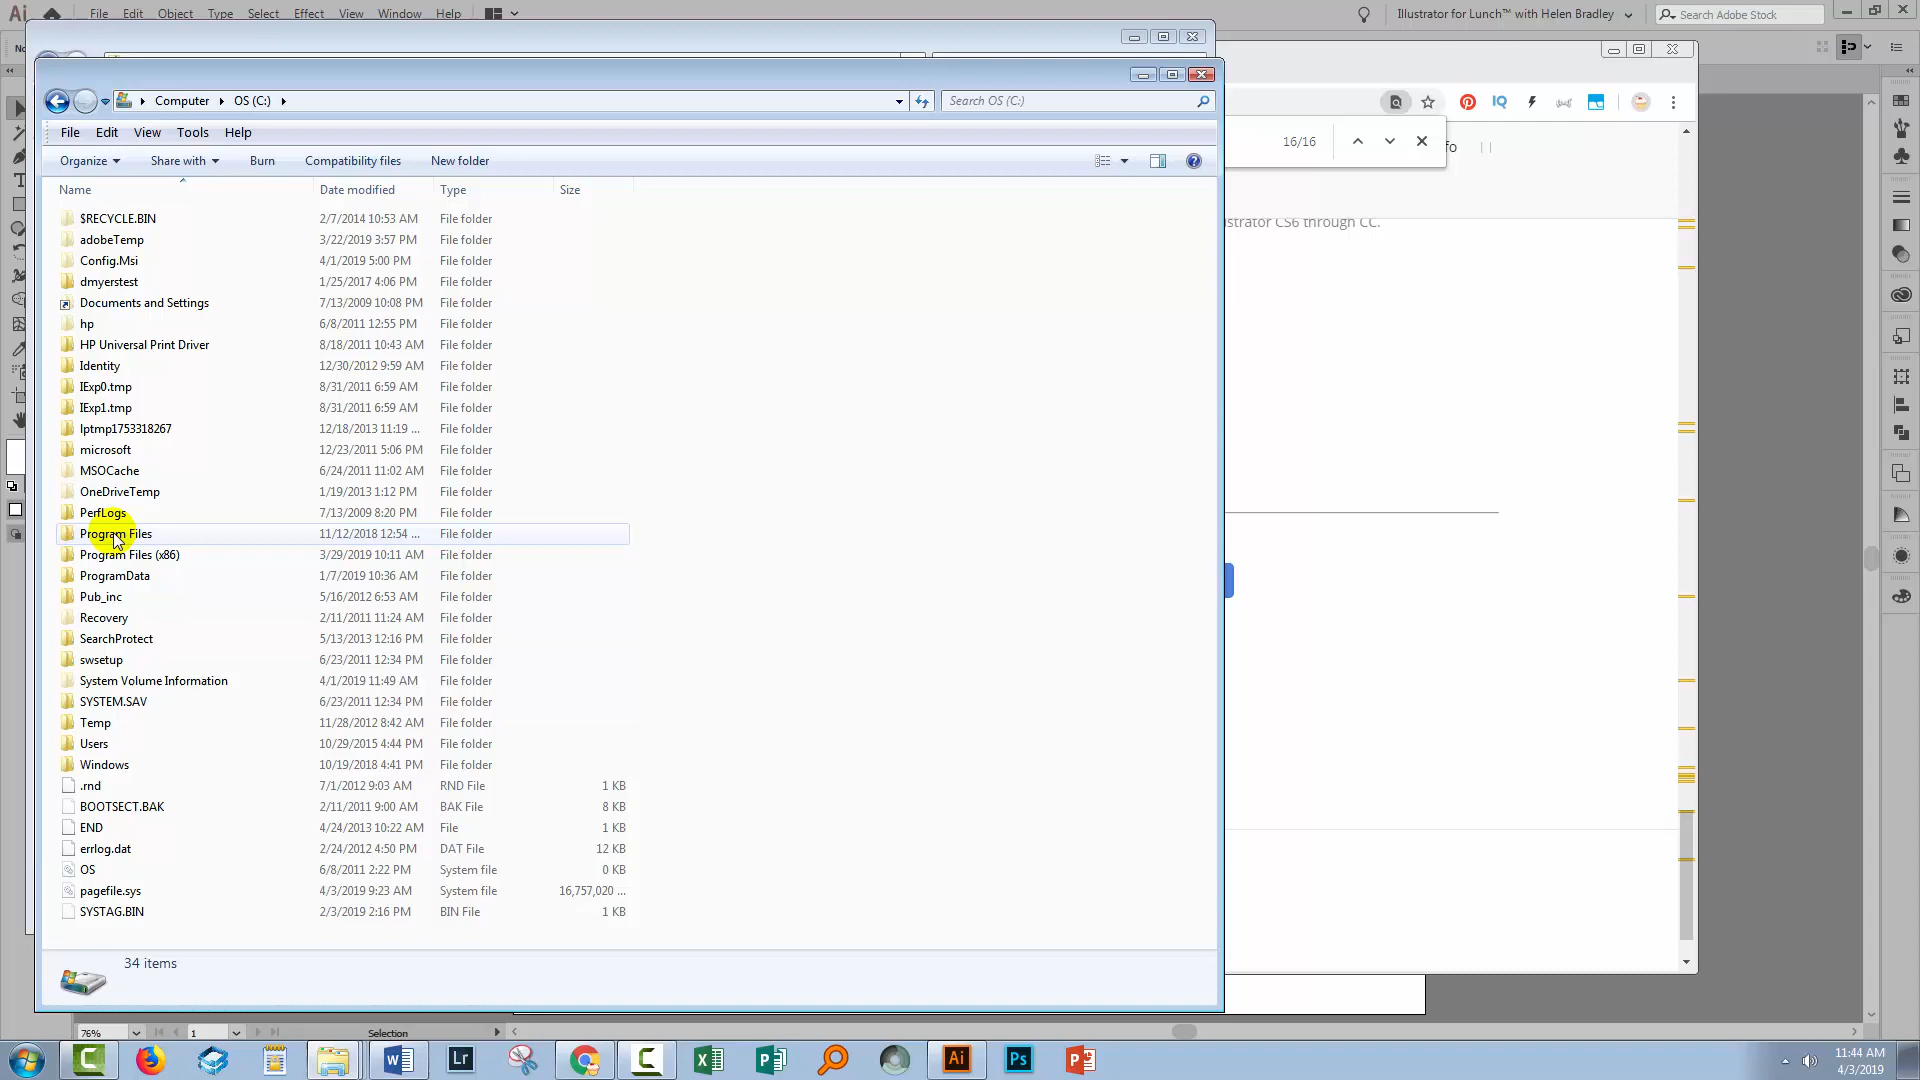 Ai File Edit Object Type Select Effect View Window Help Illustrator for Lunch™ with Helen Bradley Search Adobe Stock
Computer OS (C:) Search OS (C:)
File Edit View Tools Help
16/16
fo | |
Organize Share with Burn Compatibility files New folder
Name Date modified Type Size
$RECYCLE.BIN 2/7/2014 10:53 AM File folder
strator CS6 through CC.
adobeTemp 3/22/2019 3:57 PM File folder
Config.Msi 4/1/2019 5:00 PM File folder
dmyerstest 1/25/2017 4:06 PM File folder
Documents and Settings 7/13/2009 10:08 PM File folder
hp 6/8/2011 12:55 PM File folder
HP Universal Print Driver 8/18/2011 10:43 AM File folder
Identity 12/30/2012 9:59 AM File folder
IExp0.tmp 8/31/2011 6:59 AM File folder
IExp1.tmp 8/31/2011 6:59 AM File folder
lptmp1753318267 12/18/2013 11:19 ... File folder
microsoft 12/23/2011 5:06 PM File folder
MSOCache 6/24/2011 11:02 AM File folder
OneDriveTemp 1/19/2013 1:12 PM File folder
PerfLogs 7/13/2009 8:20 PM File folder
Program Files 11/12/2018 12:54 ... File folder
Program Files (x86) 3/29/2019 10:11 AM File folder
ProgramData 1/7/2019 10:36 AM File folder
Pub_inc 5/16/2012 6:53 AM File folder
Recovery 2/11/2011 11:24 AM File folder
SearchProtect 5/13/2013 12:16 PM File folder
swsetup 6/23/2011 12:34 PM File folder
System Volume Information 4/1/2019 11:49 AM File folder
SYSTEM.SAV 6/23/2011 12:34 PM File folder
Temp 11/28/2012 8:42 AM File folder
Users 10/29/2015 4:44 PM File folder
Windows 10/19/2018 4:41 PM File folder
.rnd 7/1/2012 9:03 AM RND File 1 KB
BOOTSECT.BAK 2/11/2011 9:00 AM BAK File 8 KB
END 4/24/2013 10:22 AM File 1 KB
errlog.dat 2/24/2012 4:50 PM DAT File 12 KB
OS 6/8/2011 2:22 PM System file 0 KB
pagefile.sys 4/3/2019 9:23 AM System file 16,757,020 ...
SYSTAG.BIN 2/3/2019 2:16 PM BIN File 1 KB
34 items
76% 1 Selection
Lr Ai Ps
11:44 AM
4/3/2019